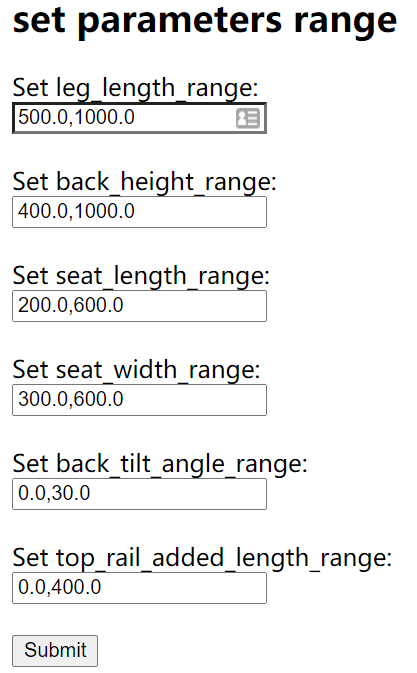 set parameters range
Set leg_length_range:
500.0,1000.0
Set back_height_range:
400.0,1000.0
Set seat_length_range:
200.0,600.0
Set seat_width_range:
300.0,600.0
Set back_tilt_angle_range:
0.0,30.0
Set top_rail_added_length_range:
0.0,400.0
Submit